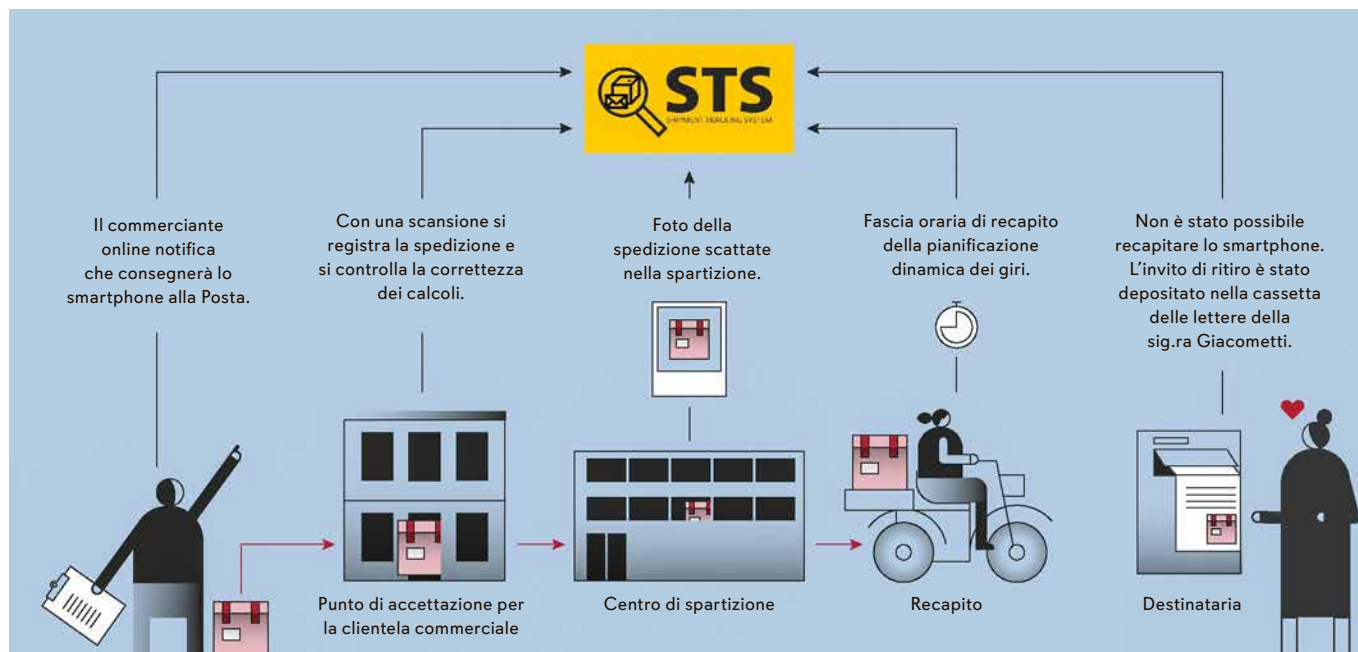 STS
SHIPMENT TRACKING SYSTEM
Il commerciante
online notifica
che consegnerà lo
smartphone alla Posta.
Con una scansione si
registra la spedizione e
si controlla la correttezza
dei calcoli.
Foto della
spedizione scattate
nella spartizione.
Fascia oraria di recapito
della pianificazione
dinamica dei giri.
Non è stato possibile
recapitare lo smartphone.
L’invito di ritiro è stato
depositato nella cassetta
delle lettere della
sig.ra Giacometti.
Punto di accettazione per
la clientela commerciale
Centro di spartizione
Recapito
Destinataria